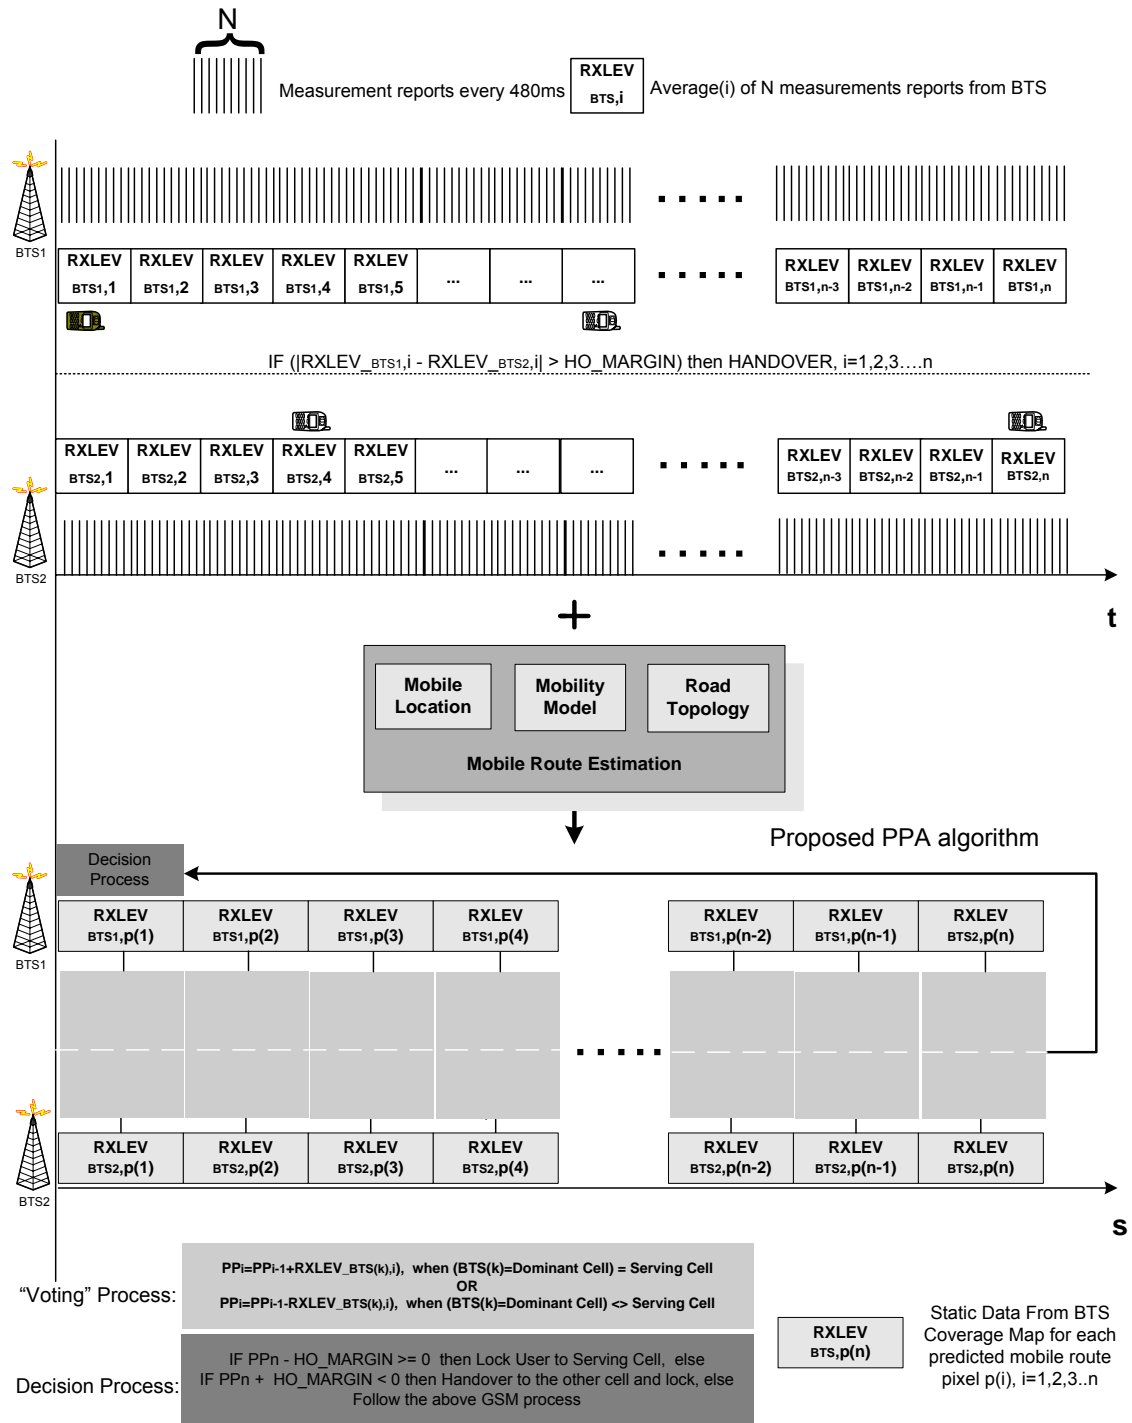 N
Measurement reports every 480ms
RXLEV
BTS,i
Average(i) of N measurements reports from BTS
BTS1
RXLEV BTS1,1
RXLEV BTS1,2
RXLEV BTS1,3
RXLEV BTS1,4
RXLEV BTS1,5
...
...
...
RXLEV BTS1,n-3
RXLEV BTS1,n-2
RXLEV BTS1,n-1
RXLEV BTS1,n
IF (|RXLEV_BTS1,i - RXLEV_BTS2,i| > HO_MARGIN) then HANDOVER, i=1,2,3....n
RXLEV BTS2,1
RXLEV BTS2,2
RXLEV BTS2,3
RXLEV BTS2,4
RXLEV BTS2,5
...
...
...
RXLEV BTS2,n-3
RXLEV BTS2,n-2
RXLEV BTS2,n-1
RXLEV BTS2,n
BTS2
t
+
Mobile Location
Mobility Model
Road Topology
Mobile Route Estimation
Proposed PPA algorithm
Decision
Process
BTS1
RXLEV BTS1,p(1)
RXLEV BTS1,p(2)
RXLEV BTS1,p(3)
RXLEV BTS1,p(4)
RXLEV BTS1,p(n-2)
RXLEV BTS1,p(n-1)
RXLEV BTS2,p(n)
RXLEV BTS2,p(1)
RXLEV BTS2,p(2)
RXLEV BTS2,p(3)
RXLEV BTS2,p(4)
RXLEV BTS2,p(n-2)
RXLEV BTS2,p(n-1)
RXLEV BTS2,p(n)
BTS2
s
"Voting" Process:
PPi=PPi-1+RXLEV_BTS(k),i), when (BTS(k)=Dominant Cell) = Serving Cell
OR
PPi=PPi-1-RXLEV_BTS(k),i), when (BTS(k)=Dominant Cell) <> Serving Cell
Decision Process:
IF PPn - HO_MARGIN >= 0 then Lock User to Serving Cell, else
IF PPn + HO_MARGIN < 0 then Handover to the other cell and lock, else
Follow the above GSM process
RXLEV
BTS,p(n)
Static Data From BTS
Coverage Map for each
predicted mobile route
pixel p(i), i=1,2,3..n